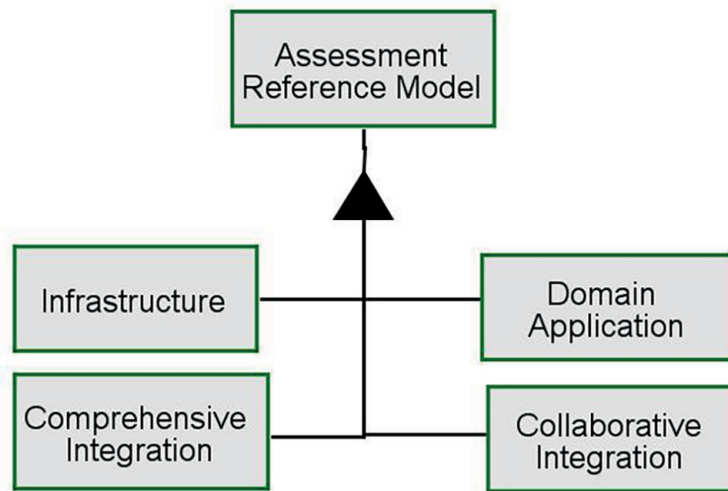 Assessment
Reference Model
Infrastructure
Domain
Application
Comprehensive
Integration
Collaborative
Integration